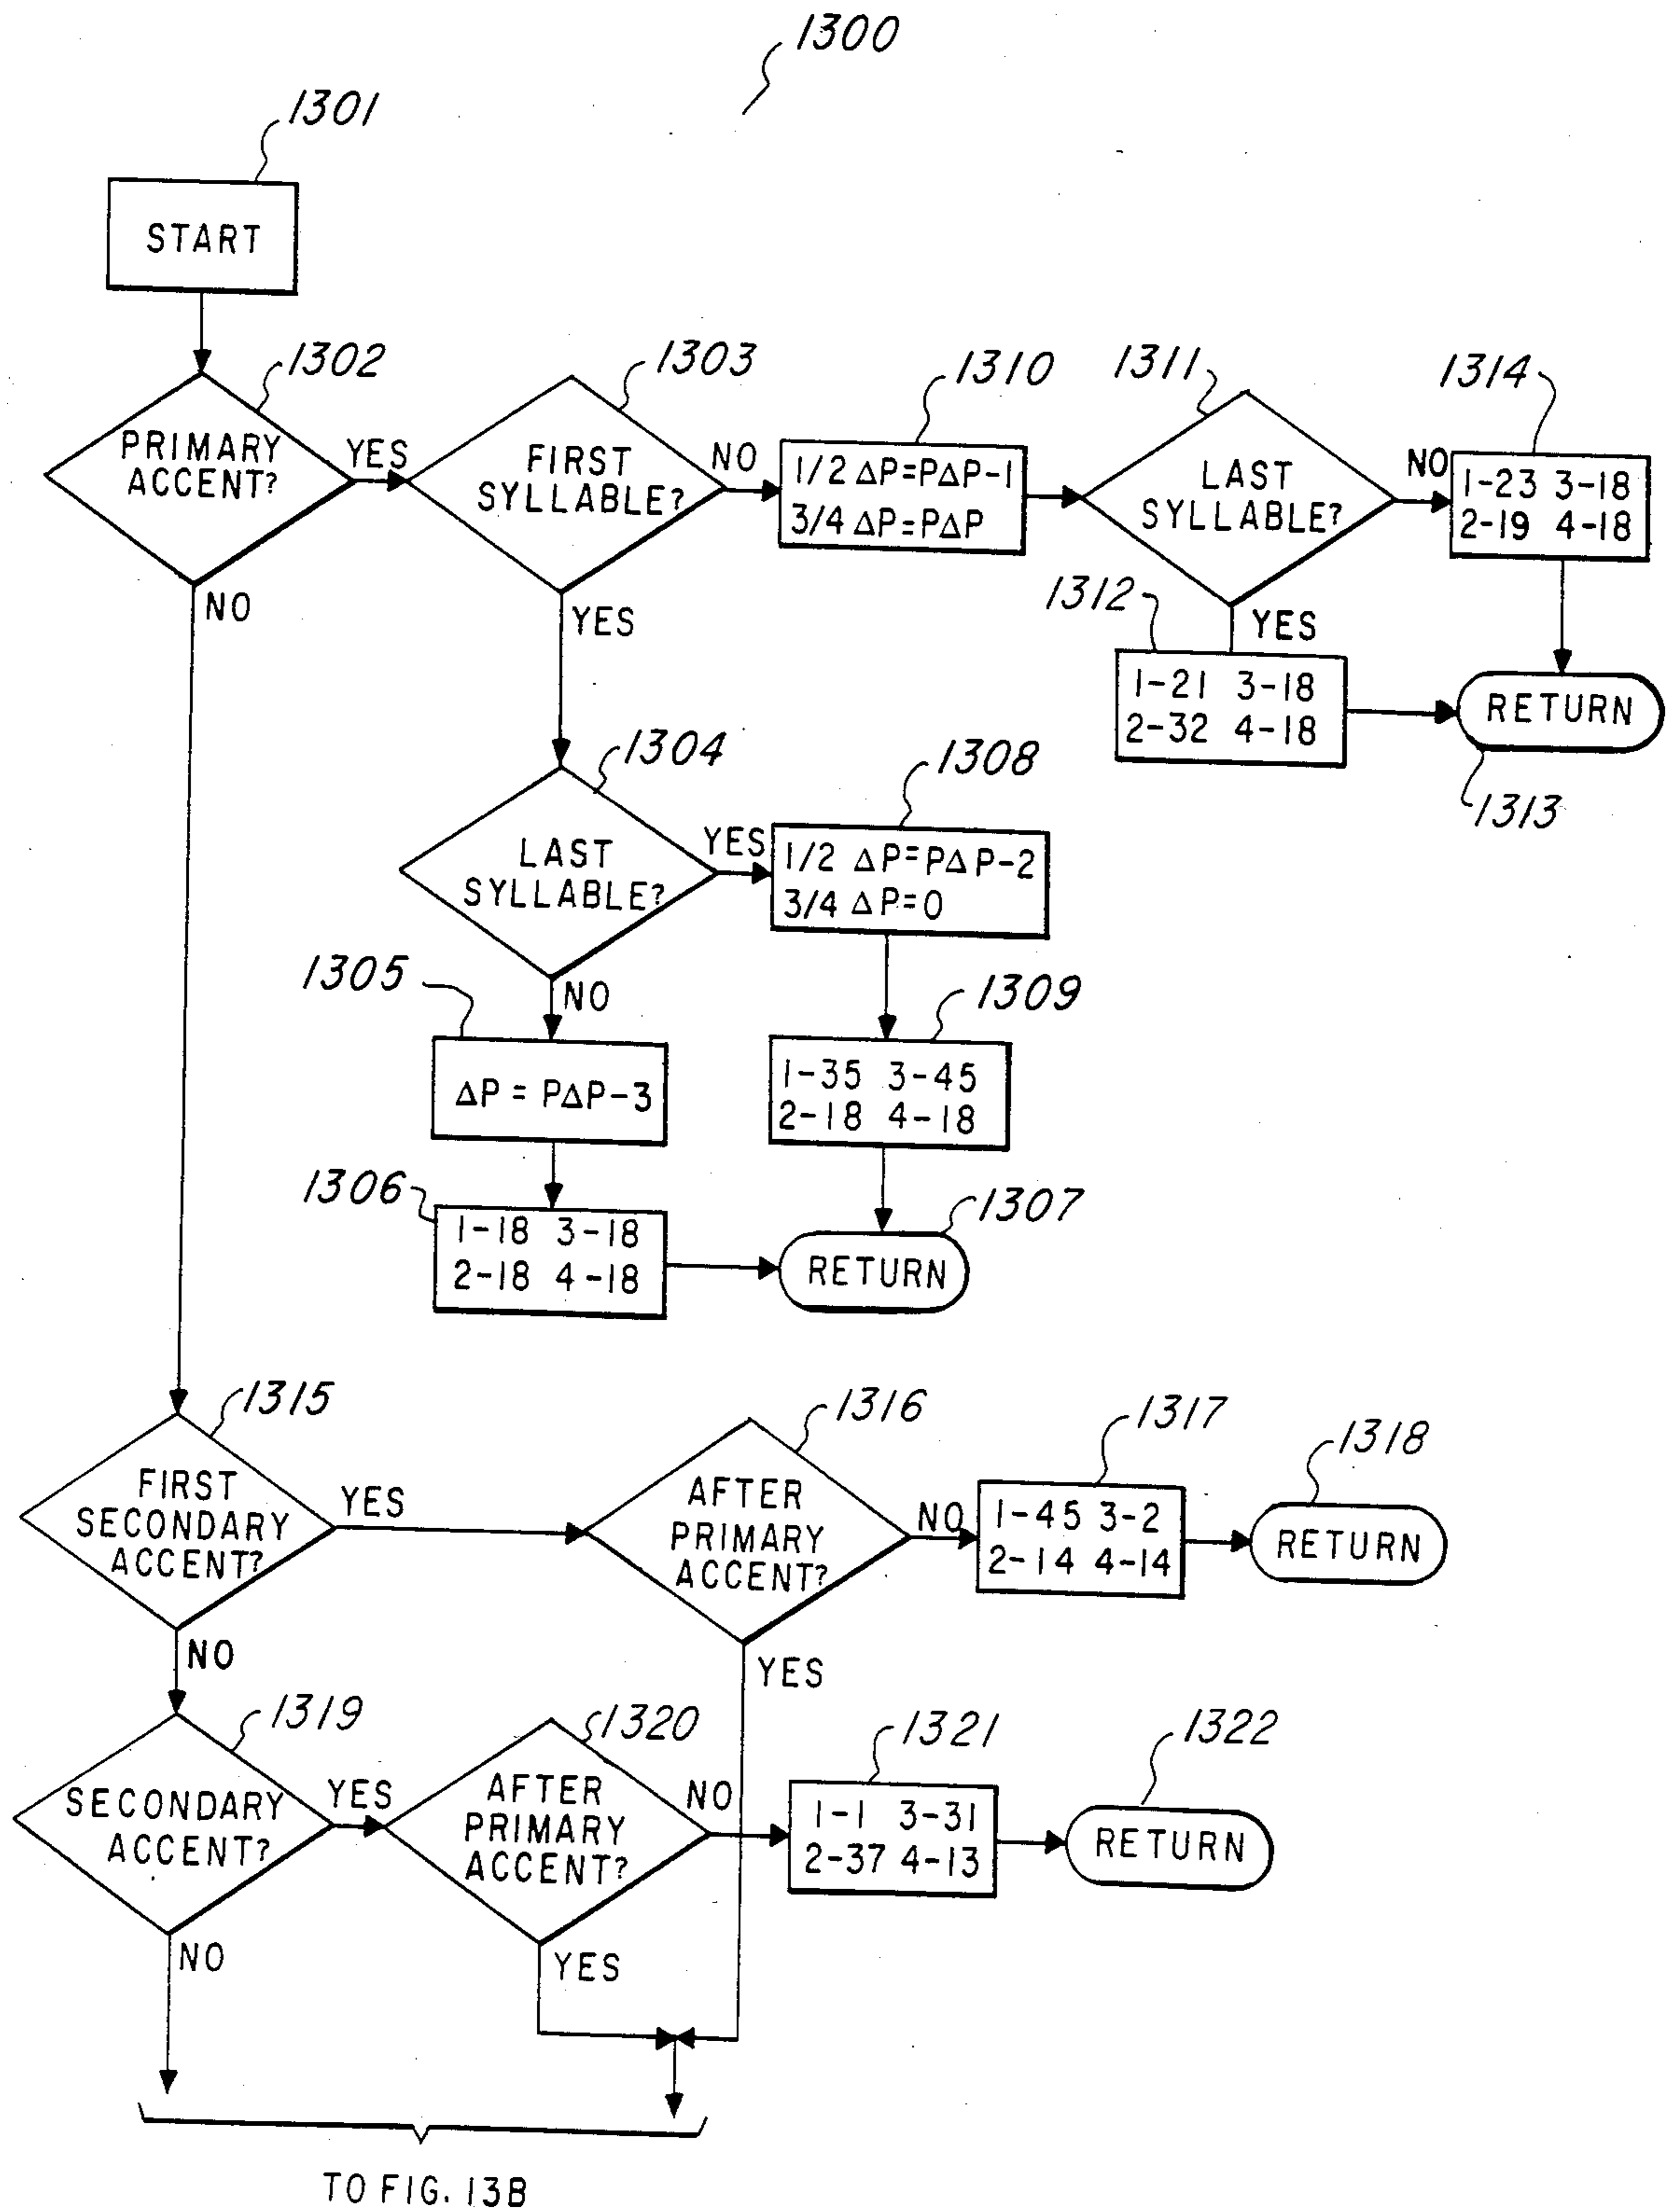 1300
1301
START
1302
PRIMARY
ACCENT?
YES
NO
1303
FIRST
SYLLABLE?
NO
YES
1310
1/2 ΔP=PΔP-1
3/4 ΔP=PΔP
1311
LAST
SYLLABLE?
NO
YES
1314
1-23 3-18
2-19 4-18
1312
1-21 3-18
2-32 4-18
RETURN
1313
1304
LAST
SYLLABLE?
YES
NO
1308
1/2 ΔP=PΔP-2
3/4 ΔP=0
1305
ΔP = PΔP-3
1309
1-35 3-45
2-18 4-18
1306
1-18 3-18
2-18 4-18
1307
RETURN
1315
FIRST
SECONDARY
ACCENT?
YES
NO
1316
AFTER
PRIMARY
ACCENT?
NO
YES
1317
1-45 3-2
2-14 4-14
1318
RETURN
1319
SECONDARY
ACCENT?
YES
NO
1320
AFTER
PRIMARY
ACCENT?
NO
YES
1321
1-1 3-31
2-37 4-13
1322
RETURN
TO FIG. 13B